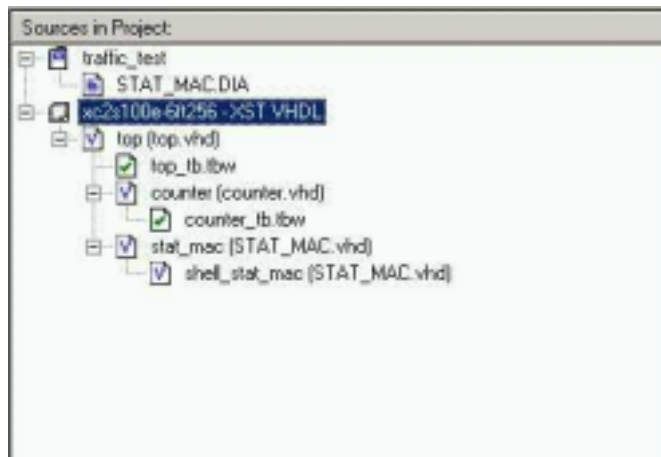 Sources in Project:
traffic_test
STAT_MAC.DIA
xc2s100e-6ft256 - XST VHDL
top (top.vhd)
top_tb.tbw
counter (counter.vhd)
counter_tb.tbw
stat_mac (STAT_MAC.vhd)
shell_stat_mac (STAT_MAC.vhd)